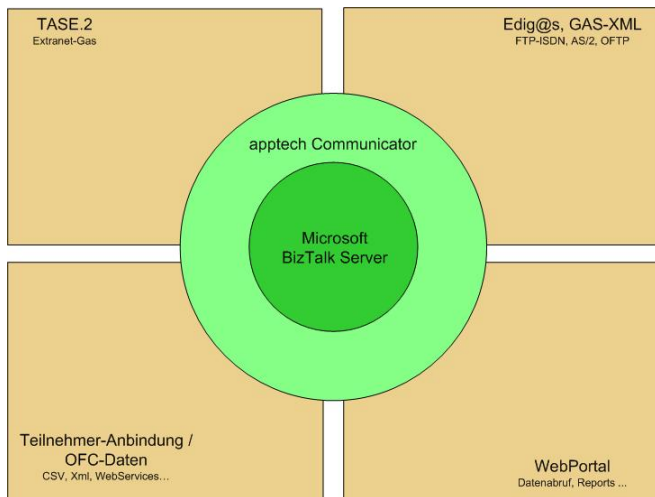 TASE.2
Extranet-Gas
Edig@s, GAS-XML
FTP-ISDN, AS/2, OFTP
apptech Communicator
Microsoft
BizTalk Server
Teilnehmer-Anbindung /
OFC-Daten
CSV, Xml, WebServices...
WebPortal
Datenabruf, Reports ...